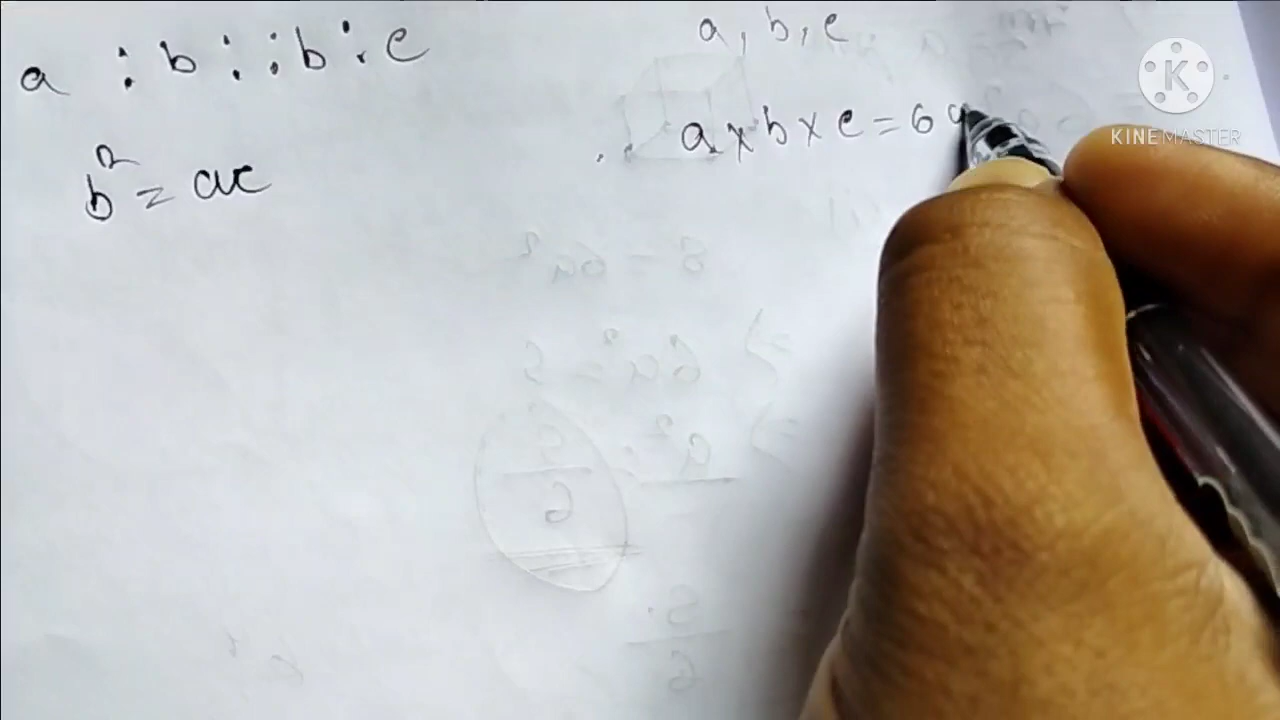 a : b :: b : c
b² = ac
a, b, c
a × b × c = 6
KINEMASTER